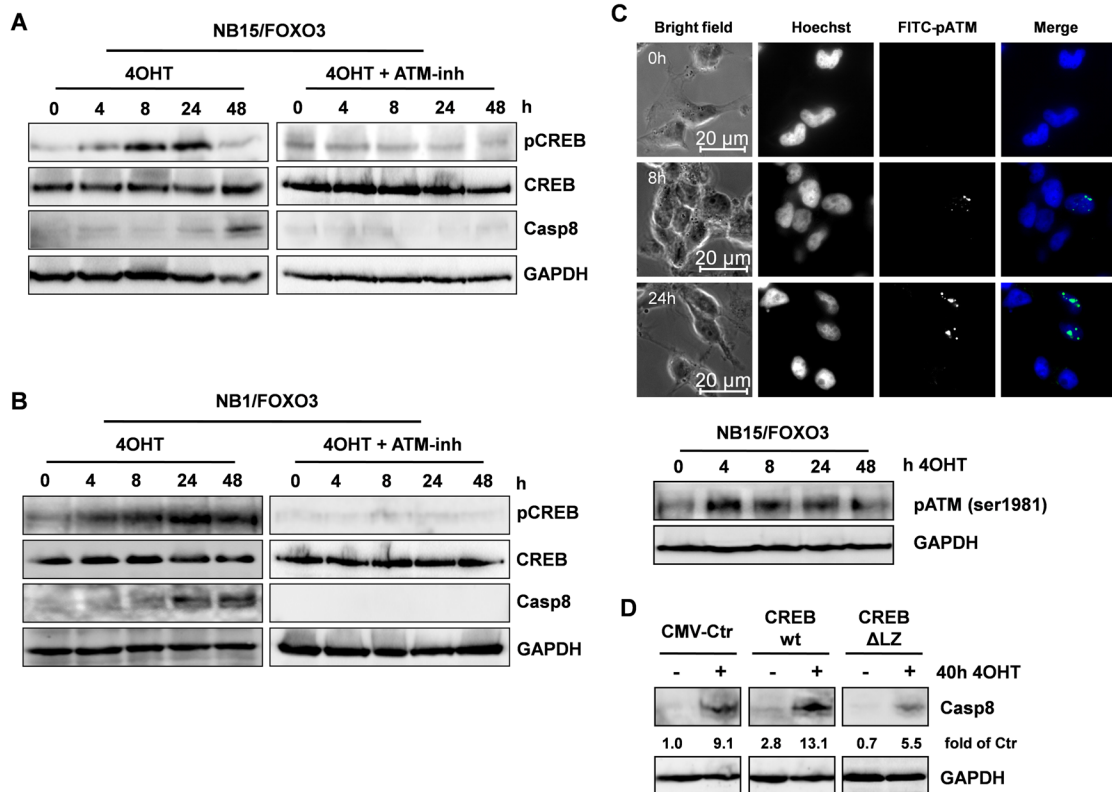 A
NB15/FOXO3
4OHT
4OHT + ATM-inh
0 4 8 24 48 0 4 8 24 48 h
pCREB
CREB
Casp8
GAPDH
B
NB1/FOXO3
4OHT
4OHT + ATM-inh
0 4 8 24 48 0 4 8 24 48 h
pCREB
CREB
Casp8
GAPDH
C
Bright field Hoechst FITC-pATM Merge
0h
20 µm
8h
20 µm
24h
20 µm
NB15/FOXO3
0 4 8 24 48 h 4OHT
pATM (ser1981)
GAPDH
D
CMV-Ctr CREB wt CREB ΔLZ
- + - + - + 40h 4OHT
Casp8
1.0 9.1 2.8 13.1 0.7 5.5 fold of Ctr
GAPDH